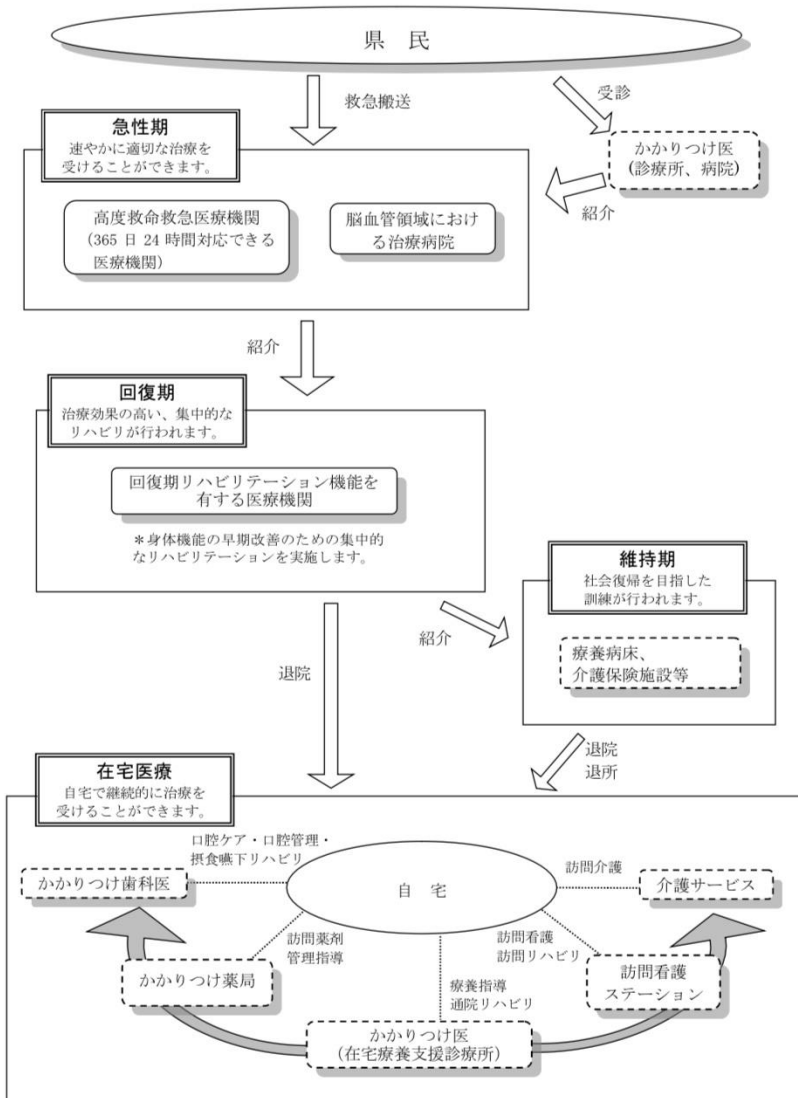 県 民
救急搬送
受診
急性期
速やかに適切な治療を
受けることができます。
かかりつけ医
(診療所、病院)
紹介
高度救命救急医療機関
（365 日 24 時間対応できる
医療機関）
脳血管領域におけ
る治療病院
紹介
回復期
治療効果の高い、集中的な
リハビリが行われます。
回復期リハビリテーション機能を
有する医療機関
＊身体機能の早期改善のための集中的
なリハビリテーションを実施します。
維持期
社会復帰を目指した
訓練が行われます。
紹介
療養病床、
介護保険施設等
退院
退院
退所
在宅医療
自宅で継続的に治療を
受けることができます。
口腔ケア・口腔管理・
摂食嚥下リハビリ
かかりつけ歯科医
自 宅
訪問介護
介護サービス
訪問薬剤
管理指導
訪問看護
訪問リハビリ
かかりつけ薬局
療養指導
通院リハビリ
訪問看護
ステーション
かかりつけ医
（在宅療養支援診療所）